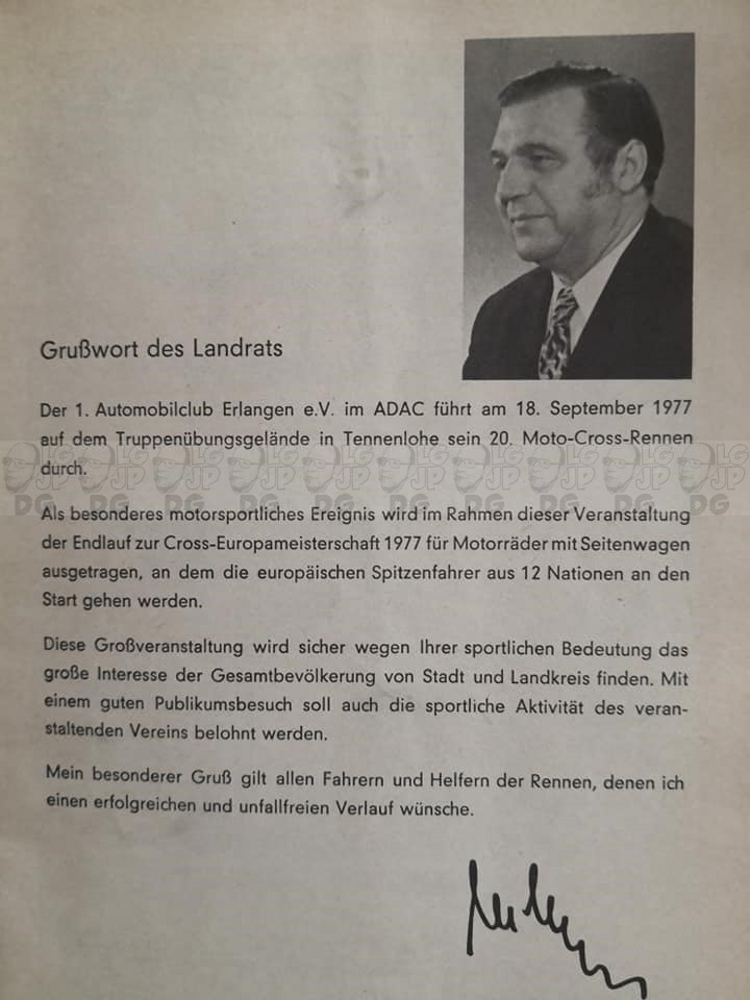 Grußwort des Landrats
Der 1. Automobilclub Erlangen e.V. im ADAC führt am 18. September 1977
auf dem Truppenübungsgelände in Tennenlohe sein 20. Moto-Cross-Rennen
durch.
Als besonderes motorsportliches Ereignis wird im Rahmen dieser Veranstaltung
der Endlauf zur Cross-Europameisterschaft 1977 für Motorräder mit Seitenwagen
ausgetragen, an dem die europäischen Spitzenfahrer aus 12 Nationen an den
Start gehen werden.
Diese Großveranstaltung wird sicher wegen Ihrer sportlichen Bedeutung das
große Interesse der Gesamtbevölkerung von Stadt und Landkreis finden. Mit
einem guten Publikumsbesuch soll auch die sportliche Aktivität des veran-
staltenden Vereins belohnt werden.
Mein besonderer Gruß gilt allen Fahrern und Helfern der Rennen, denen ich
einen erfolgreichen und unfallfreien Verlauf wünsche.